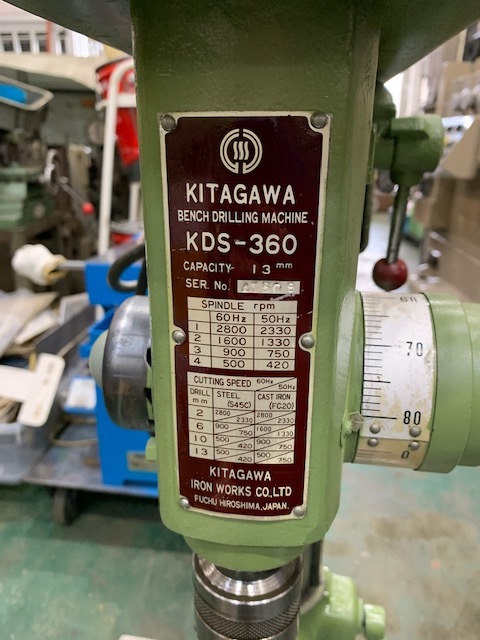 KITAGAWA
BENCH DRILLING MACHINE
KDS-360
CAPACITY 13 mm
SER. No.
SPINDLE rpm
60Hz 50Hz
1 2800 2330
2 1600 1330
3 900 750
4 500 420
CUTTING SPEED 60Hz 50Hz
DRILL mm STEEL (S45C) CAST IRON (FC20)
2 2800 2330 2800 2330
6 900 750 1600 1330
10 500 420 900 750
13 500 420 500 750
KITAGAWA
IRON WORKS CO., LTD
FUCHU HIROSHIMA, JAPAN.
70
80
0